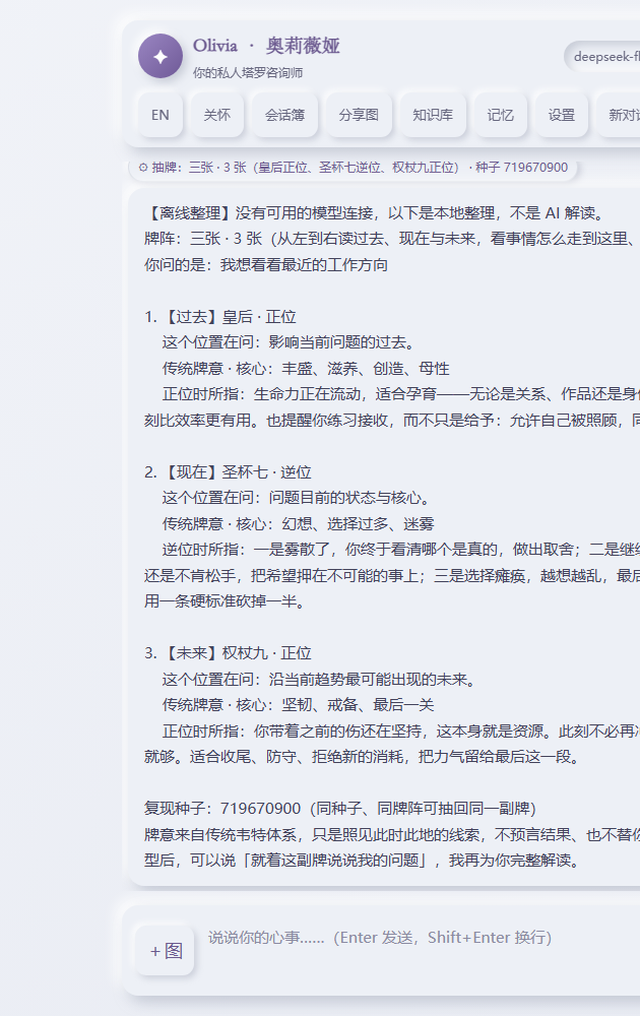 Olivia · 奥莉薇娅
你的私人塔罗咨询师
deepseek-fl
EN 关怀 会话簿 分享图 知识库 记忆 设置 新对话
抽牌：三张 · 3 张（皇后正位、圣杯七逆位、权杖九正位） · 种子 719670900
【离线整理】没有可用的模型连接，以下是本地整理，不是 AI 解读。
牌阵：三张 · 3 张（从左到右读过去、现在与未来，看事情怎么走到这里、
你问的是：我想看看最近的工作方向
1. 【过去】皇后 · 正位
这个位置在问：影响当前问题的过去。
传统牌意 · 核心：丰盛、滋养、创造、母性
正位时所指：生命力正在流动，适合孕育——无论是关系、作品还是身
刻比效率更有用。也提醒你练习接收，而不只是给予：允许自己被照顾，
2. 【现在】圣杯七 · 逆位
这个位置在问：问题目前的状态与核心。
传统牌意 · 核心：幻想、选择过多、迷雾
逆位时所指：一是雾散了，你终于看清哪个是真的，做出取舍；二是继
还是不肯松手，把希望押在不可能的事上；三是选择瘫痪，越想越乱，最后
用一条硬标准砍掉一半。
3. 【未来】权杖九 · 正位
这个位置在问：沿当前趋势最可能出现的未来。
传统牌意 · 核心：坚韧、戒备、最后一关
正位时所指：你带着之前的伤还在坚持，这本身就是资源。此刻不必再
就够。适合收尾、防守、拒绝新的消耗，把力气留给最后这一段。
复现种子：719670900（同种子、同牌阵可抽回同一副牌）
牌意来自传统韦特体系，只是照见此时此地的线索，不预言结果、也不替
型后，可以说「就着这副牌说说我的问题」，我再为你完整解读。
+ 图
说说你的心事……（Enter 发送，Shift+Enter 换行）